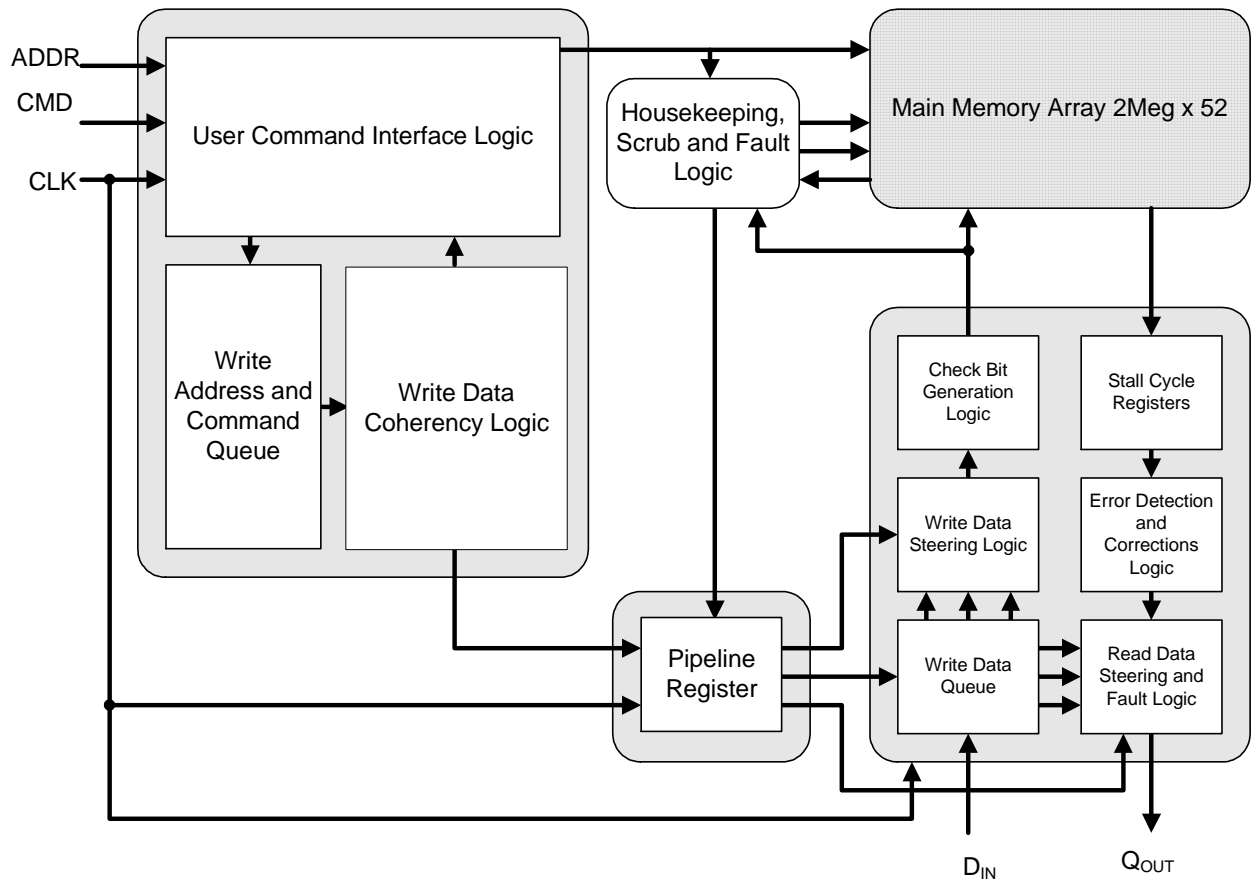 ADDR
CMD
CLK
User Command Interface Logic
Housekeeping,
Scrub and Fault
Logic
Main Memory Array 2Meg x 52
Write
Address and
Command
Queue
Write Data
Coherency Logic
Check Bit
Generation
Logic
Stall Cycle
Registers
Write Data
Steering Logic
Error Detection
and
Corrections
Logic
Pipeline
Register
Write Data
Queue
Read Data
Steering and
Fault Logic
DIN
QOUT